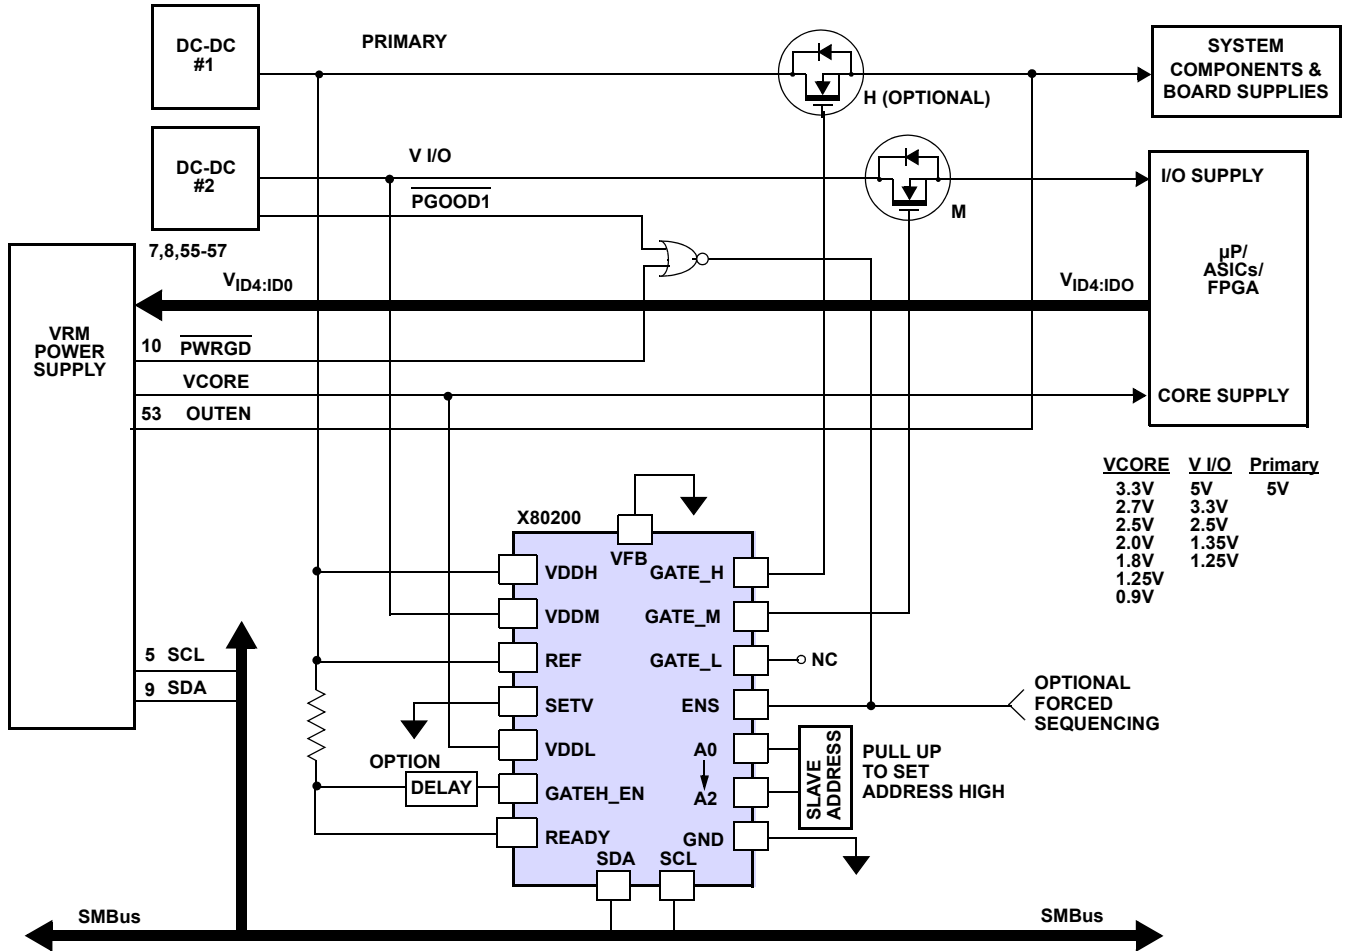 DC-DC
#1
PRIMARY
H (OPTIONAL)
SYSTEM
COMPONENTS &
BOARD SUPPLIES
DC-DC
#2
V I/O
PGOOD1
M
I/O SUPPLY
µP/
ASICs/
FPGA
7,8,55-57
VID4:ID0
VID4:IDO
VRM
POWER
SUPPLY
10 PWRGD
VCORE
CORE SUPPLY
53 OUTEN
VCORE V I/O Primary
3.3V 5V 5V
2.7V 3.3V
2.5V 2.5V
2.0V 1.35V
1.8V 1.25V
1.25V
0.9V
X80200
VFB
VDDH
GATE_H
VDDM
GATE_M
REF
GATE_L
NC
SETV
ENS
OPTIONAL
FORCED
SEQUENCING
VDDL
A0
A2
SLAVE
ADDRESS
PULL UP
TO SET
ADDRESS HIGH
OPTION
DELAY
GATEH_EN
READY
GND
SDA SCL
5 SCL
9 SDA
SMBus
SMBus